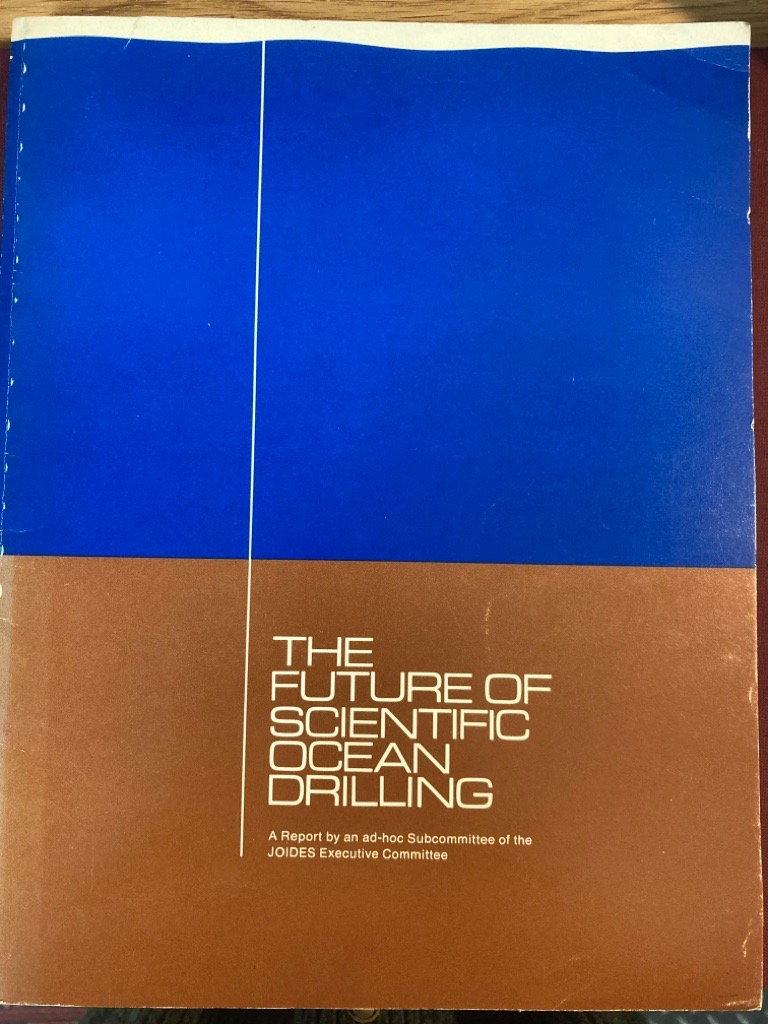 THE
FUTURE OF
SCIENTIFIC
OCEAN
DRILLING
A Report by an ad-hoc Subcommittee of the
JOIDES Executive Committee